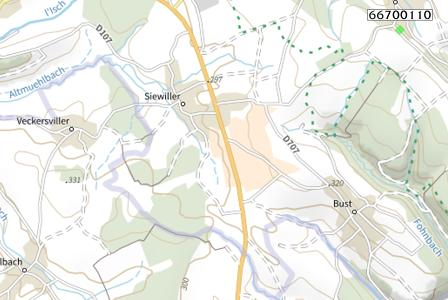 l'Isch
D107
66700110
Altmuehlbach
297
Siewiller
Veckersviller
D707
331
320
Bust
Fohnbach
lbach
300